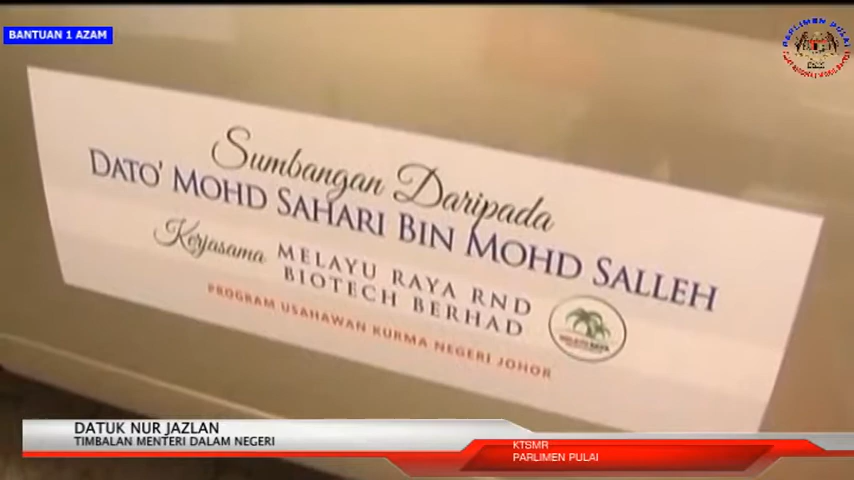 BANTUAN 1 AZAM
PARLIMEN PULAI
Sumbangan Daripada
DATO' MOHD SAHARI BIN MOHD SALLEH
Kerjasama MELAYU RAYA RND
BIOTECH BERHAD
PROGRAM USAHAWAN KURMA NEGERI JOHOR
DATUK NUR JAZLAN
TIMBALAN MENTERI DALAM NEGERI
KTSMR
PARLIMEN PULAI